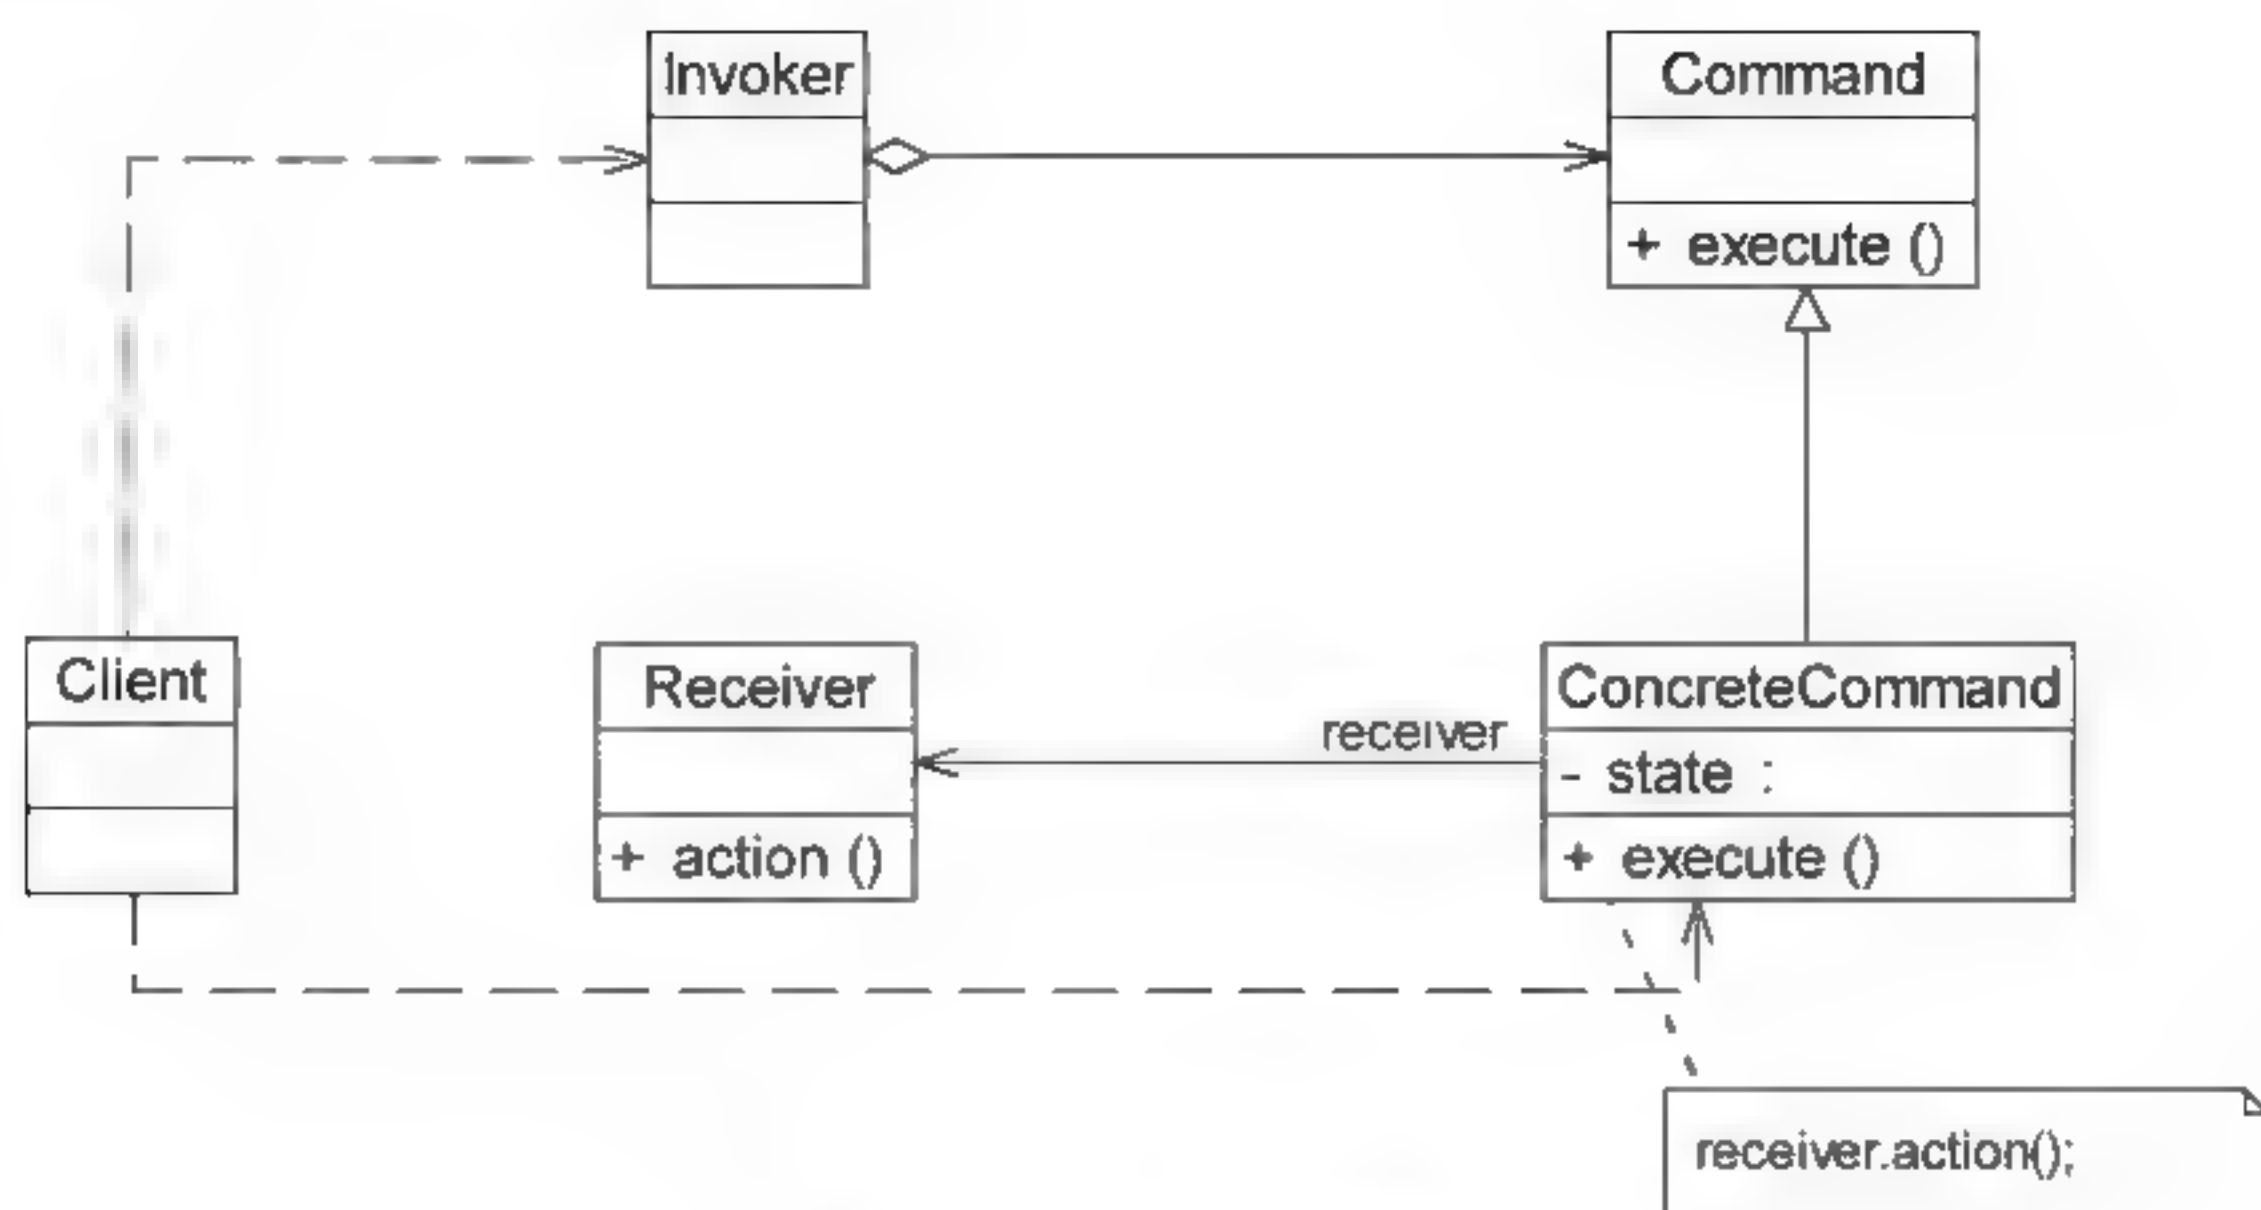 Invoker
Command
+ execute ()
Client
Receiver
+ action ()
receiver
ConcreteCommand
- state :
+ execute ()
receiver.action();